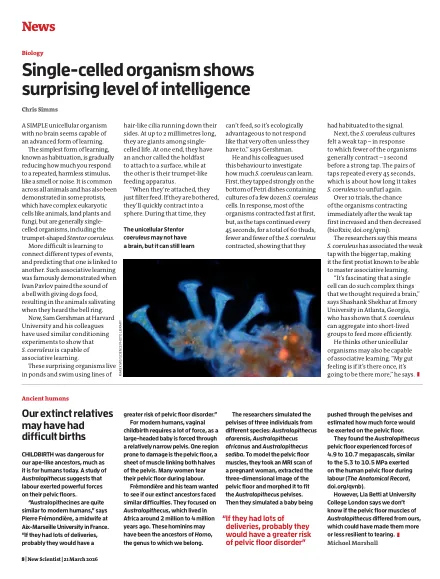 News
Biology
Single-celled organism shows
surprising level of intelligence
Chris Simms
A SIMPLE unicellular organism
with no brain seems capable of
an advanced form of learning.
The simplest form of learning,
known as habituation, is gradually
reducing how much you respond
to a repeated, harmless stimulus,
like a smell or noise. It is common
across all animals and has also been
demonstrated in some protists,
which have complex eukaryotic
cells like animals, land plants and
fungi, but are generally single-
celled organisms, including the
trumpet-shaped Stentor coeruleus.
More difficult is learning to
connect different types of events,
and predicting that one is linked to
another. Such associative learning
was famously demonstrated when
Ivan Pavlov paired the sound of
a bell with giving dogs food,
resulting in the animals salivating
when they heard the bell ring.
Now, Sam Gershman at Harvard
University and his colleagues
have used similar conditioning
experiments to show that
S. coeruleus is capable of
associative learning.
These surprising organisms live
in ponds and swim using lines of
hair-like cilia running down their
sides. At up to 2 millimetres long,
they are giants among single-
celled life. At one end, they have
an anchor called the holdfast
to attach to a surface, while at
the other is their trumpet-like
feeding apparatus.
"When they're attached, they
just filter feed. If they are bothered,
they'll quickly contract into a
sphere. During that time, they
The unicellular Stentor
coeruleus may not have
a brain, but it can still learn
can't feed, so it's ecologically
advantageous to not respond
like that very often unless they
have to," says Gershman.
He and his colleagues used
this behaviour to investigate
how much S. coeruleus can learn.
First, they tapped strongly on the
bottom of Petri dishes containing
cultures of a few dozen S. coeruleus
cells. In response, most of the
organisms contracted fast at first,
but, as the taps continued every
45 seconds, for a total of 60 thuds,
fewer and fewer of the S. coeruleus
contracted, showing that they
had habituated to the signal.
Next, the S. coeruleus cultures
felt a weak tap – in response
to which fewer of the organisms
generally contract – 1 second
before a strong tap. The pairs of
taps repeated every 45 seconds,
which is about how long it takes
S. coeruleus to unfurl again.
Over 10 trials, the chance
of the organisms contracting
immediately after the weak tap
first increased and then decreased
(bioRxiv, doi.org/qvnj).
The researchers say this means
S. coeruleus has associated the weak
tap with the bigger tap, making
it the first protist known to be able
to master associative learning.
"It's fascinating that a single
cell can do such complex things
that we thought required a brain,"
says Shashank Shekhar at Emory
University in Atlanta, Georgia,
who has shown that S. coeruleus
can aggregate into short-lived
groups to feed more efficiently.
He thinks other unicellular
organisms may also be capable
of associative learning. "My gut
feeling is if it's there once, it's
going to be there more," he says.
Ancient humans
Our extinct relatives
may have had
difficult births
CHILDBIRTH was dangerous for
our ape-like ancestors, much as
it is for humans today. A study of
Australopithecus suggests that
labour exerted powerful forces
on their pelvic floors.
"Australopithecines are quite
similar to modern humans," says
Pierre Frémondière, a midwife at
Aix-Marseille University in France.
"If they had lots of deliveries,
probably they would have a
greater risk of pelvic floor disorder."
For modern humans, vaginal
childbirth requires a lot of force, as a
large-headed baby is forced through
a relatively narrow pelvis. One region
prone to damage is the pelvic floor, a
sheet of muscle linking both halves
of the pelvis. Many women tear
their pelvic floor during labour.
Frémondière and his team wanted
to see if our extinct ancestors faced
similar difficulties. They focused on
Australopithecus, which lived in
Africa around 2 million to 4 million
years ago. These hominins may
have been the ancestors of Homo,
the genus to which we belong.
The researchers simulated the
pelvises of three individuals from
different species: Australopithecus
afarensis, Australopithecus
africanus and Australopithecus
sediba. To model the pelvic floor
muscles, they took an MRI scan of
a pregnant woman, extracted the
three-dimensional image of the
pelvic floor and morphed it to fit
the Australopithecus pelvises.
Then they simulated a baby being
"If they had lots of
deliveries, probably they
would have a greater risk
of pelvic floor disorder"
pushed through the pelvises and
estimated how much force would
be exerted on the pelvic floor.
They found the Australopithecus
pelvic floor experienced forces of
4.9 to 10.7 megapascals, similar
to the 5.3 to 10.5 MPa exerted
on the human pelvic floor during
labour (The Anatomical Record,
doi.org/qvnb).
However, Lia Betti at University
College London says we don't
know if the pelvic floor muscles of
Australopithecus differed from ours,
which could have made them more
or less resilient to tearing.
Michael Marshall
8 | New Scientist | 21 March 2026